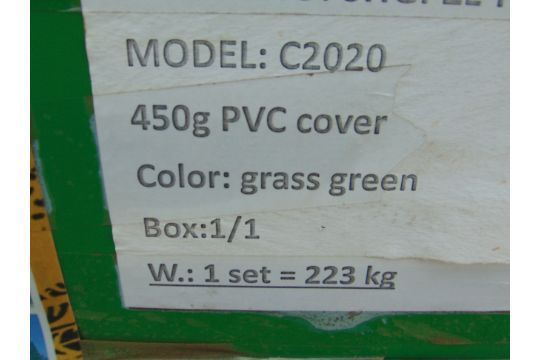 MODEL: C2020
450g PVC cover
Color: grass green
Box:1/1
W.: 1 set = 223 kg